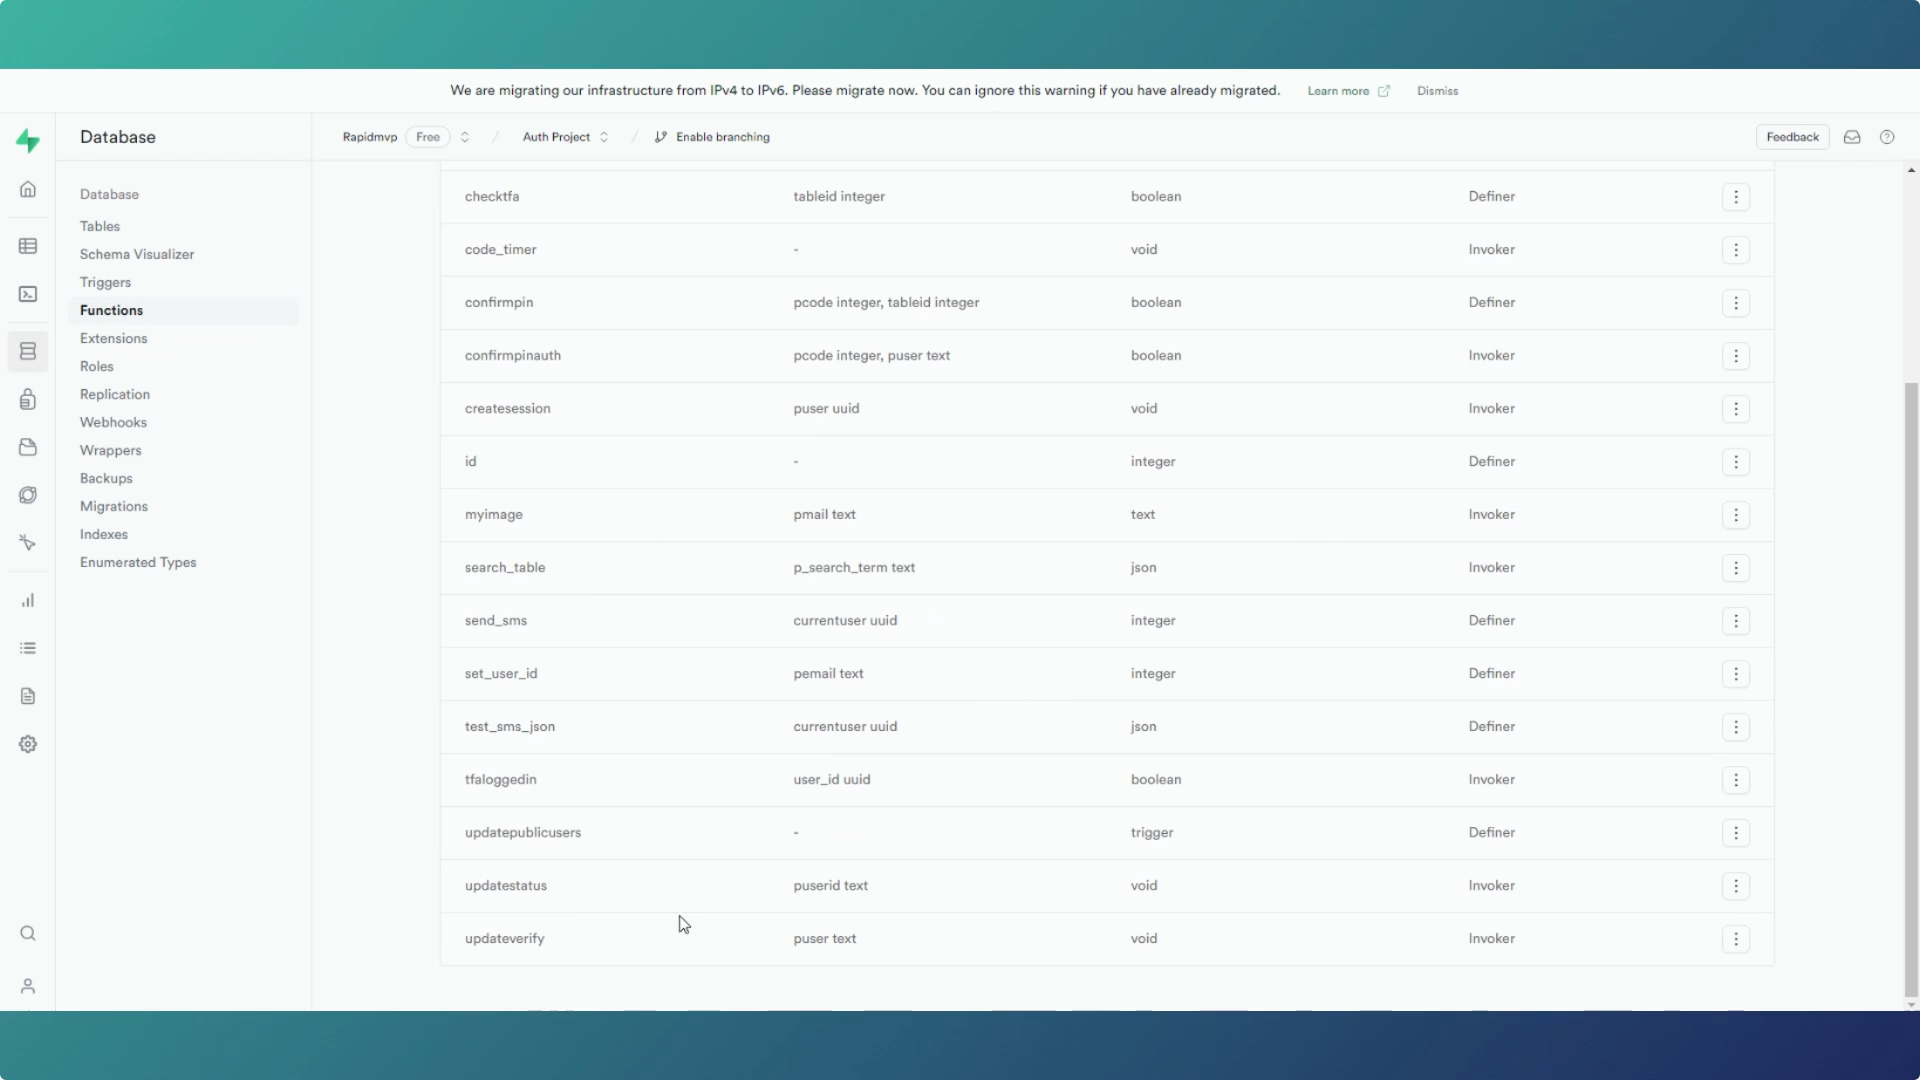 We are migrating our infrastructure from IPv4 to IPv6. Please migrate now. You can ignore this warning if you have already migrated. Learn more Dismiss
Database
Rapidmvp Free / Auth Project / Enable branching Feedback
Database
Tables
Schema Visualizer
Triggers
Functions
Extensions
Roles
Replication
Webhooks
Wrappers
Backups
Migrations
Indexes
Enumerated Types
checktfa tableid integer boolean Definer
code_timer - void Invoker
confirmpin pcode integer, tableid integer boolean Definer
confirmpinauth pcode integer, puser text boolean Invoker
createsession puser uuid void Invoker
id - integer Definer
myimage pmail text text Invoker
search_table p_search_term text json Invoker
send_sms currentuser uuid integer Definer
set_user_id pemail text integer Definer
test_sms_json currentuser uuid json Definer
tfaloggedin user_id uuid boolean Invoker
updatepublicusers - trigger Definer
updatestatus puserid text void Invoker
updateverify puser text void Invoker